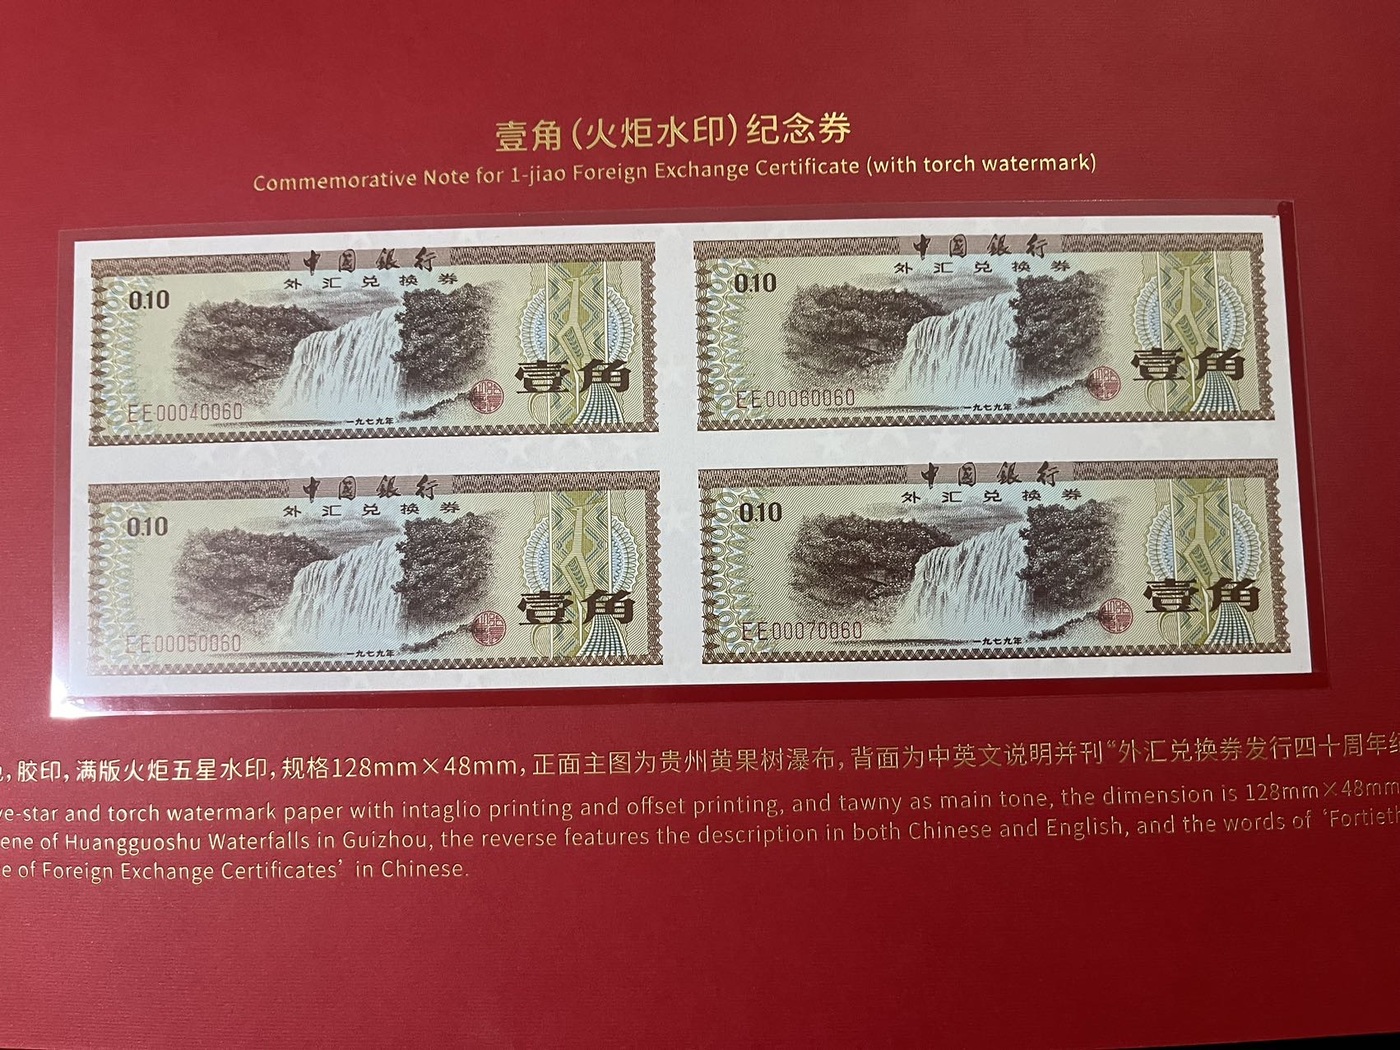 壹角（火炬水印）纪念券
Commemorative Note for 1-jiao Foreign Exchange Certificate (with torch watermark)
中国银行
外汇兑换券
0.10
壹角
EE00040060
一九七九年
中国银行
外汇兑换券
0.10
壹角
EE00060060
一九七九年
中国银行
外汇兑换券
0.10
壹角
EE00050060
一九七九年
中国银行
外汇兑换券
0.10
壹角
EE00070060
一九七九年
，胶印，满版火炬五星水印，规格128mm×48mm，正面主图为贵州黄果树瀑布，背面为中英文说明并刊“外汇兑换券发行四十周年
ve-star and torch watermark paper with intaglio printing and offset printing, and tawny as main tone, the dimension is 128mm×48mm
ene of Huangguoshu Waterfalls in Guizhou, the reverse features the description in both Chinese and English, and the words of ‘Fortieth
e of Foreign Exchange Certificates’ in Chinese.